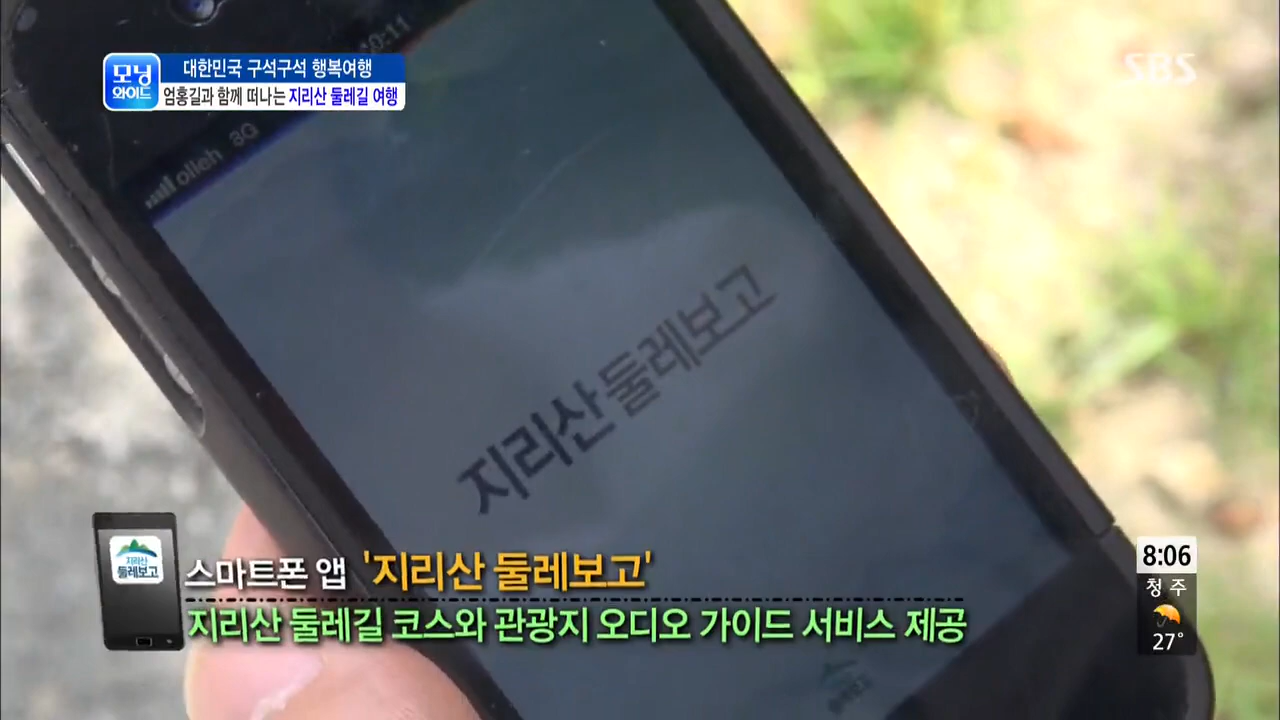 모닝
와이드
대한민국 구석구석 행복여행
엄홍길과 함께 떠나는 지리산 둘레길 여행
SBS
10:11
olleh 3G
지리산 둘레보고
지리산
둘레보고
스마트폰 앱 '지리산 둘레보고'
지리산 둘레길 코스와 관광지 오디오 가이드 서비스 제공
8:06
청주
27°